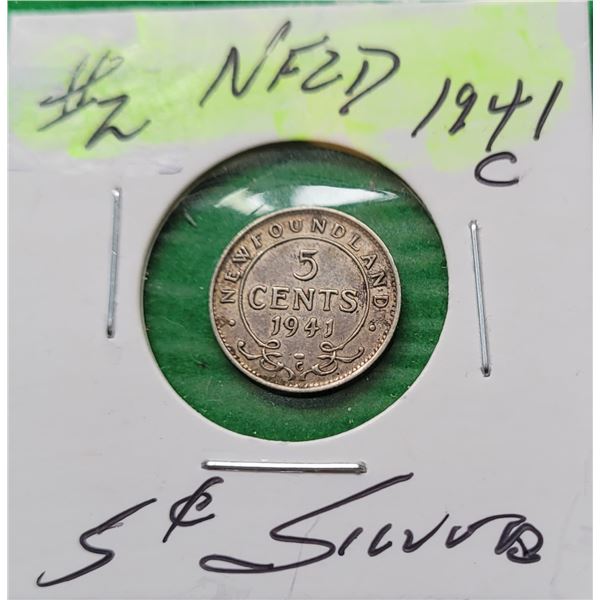 #2 NFLD 1941
C
NEWFOUNDLAND
5
CENTS
1941
C
5¢ SILVER